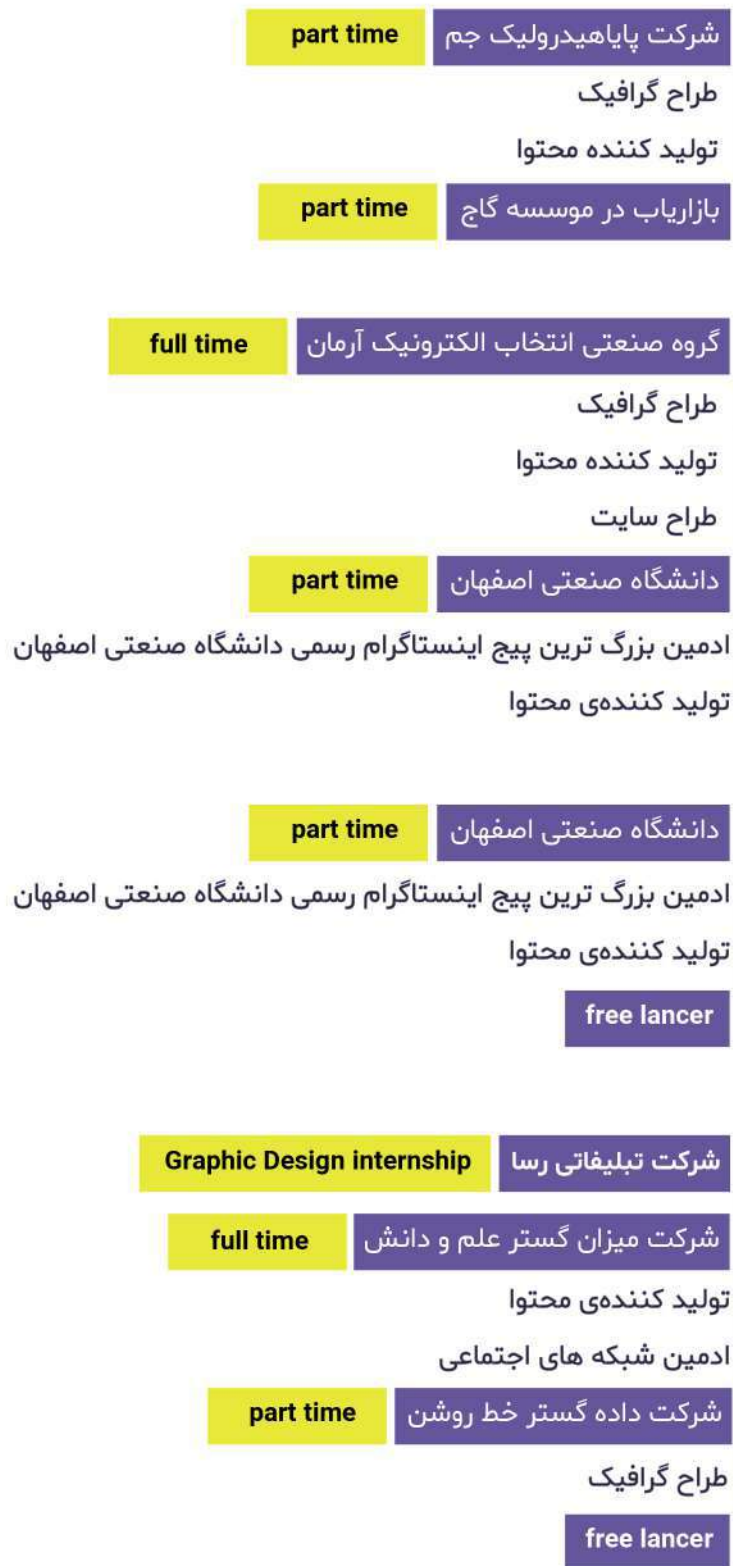 شرکت پایاهیدرولیک جم part time
طراح گرافیک
تولید کننده محتوا
بازاریاب در موسسه گاج part time
گروه صنعتی انتخاب الکترونیک آرمان full time
طراح گرافیک
تولید کننده محتوا
طراح سایت
دانشگاه صنعتی اصفهان part time
ادمین بزرگ ترین پیج اینستاگرام رسمی دانشگاه صنعتی اصفهان
تولید کننده‌ی محتوا
دانشگاه صنعتی اصفهان part time
ادمین بزرگ ترین پیج اینستاگرام رسمی دانشگاه صنعتی اصفهان
تولید کننده‌ی محتوا
free lancer
شرکت تبلیفاتی رسا Graphic Design internship
شرکت میزان گستر علم و دانش full time
تولید کننده‌ی محتوا
ادمین شبکه های اجتماعی
شرکت داده گستر خط روشن part time
طراح گرافیک
free lancer